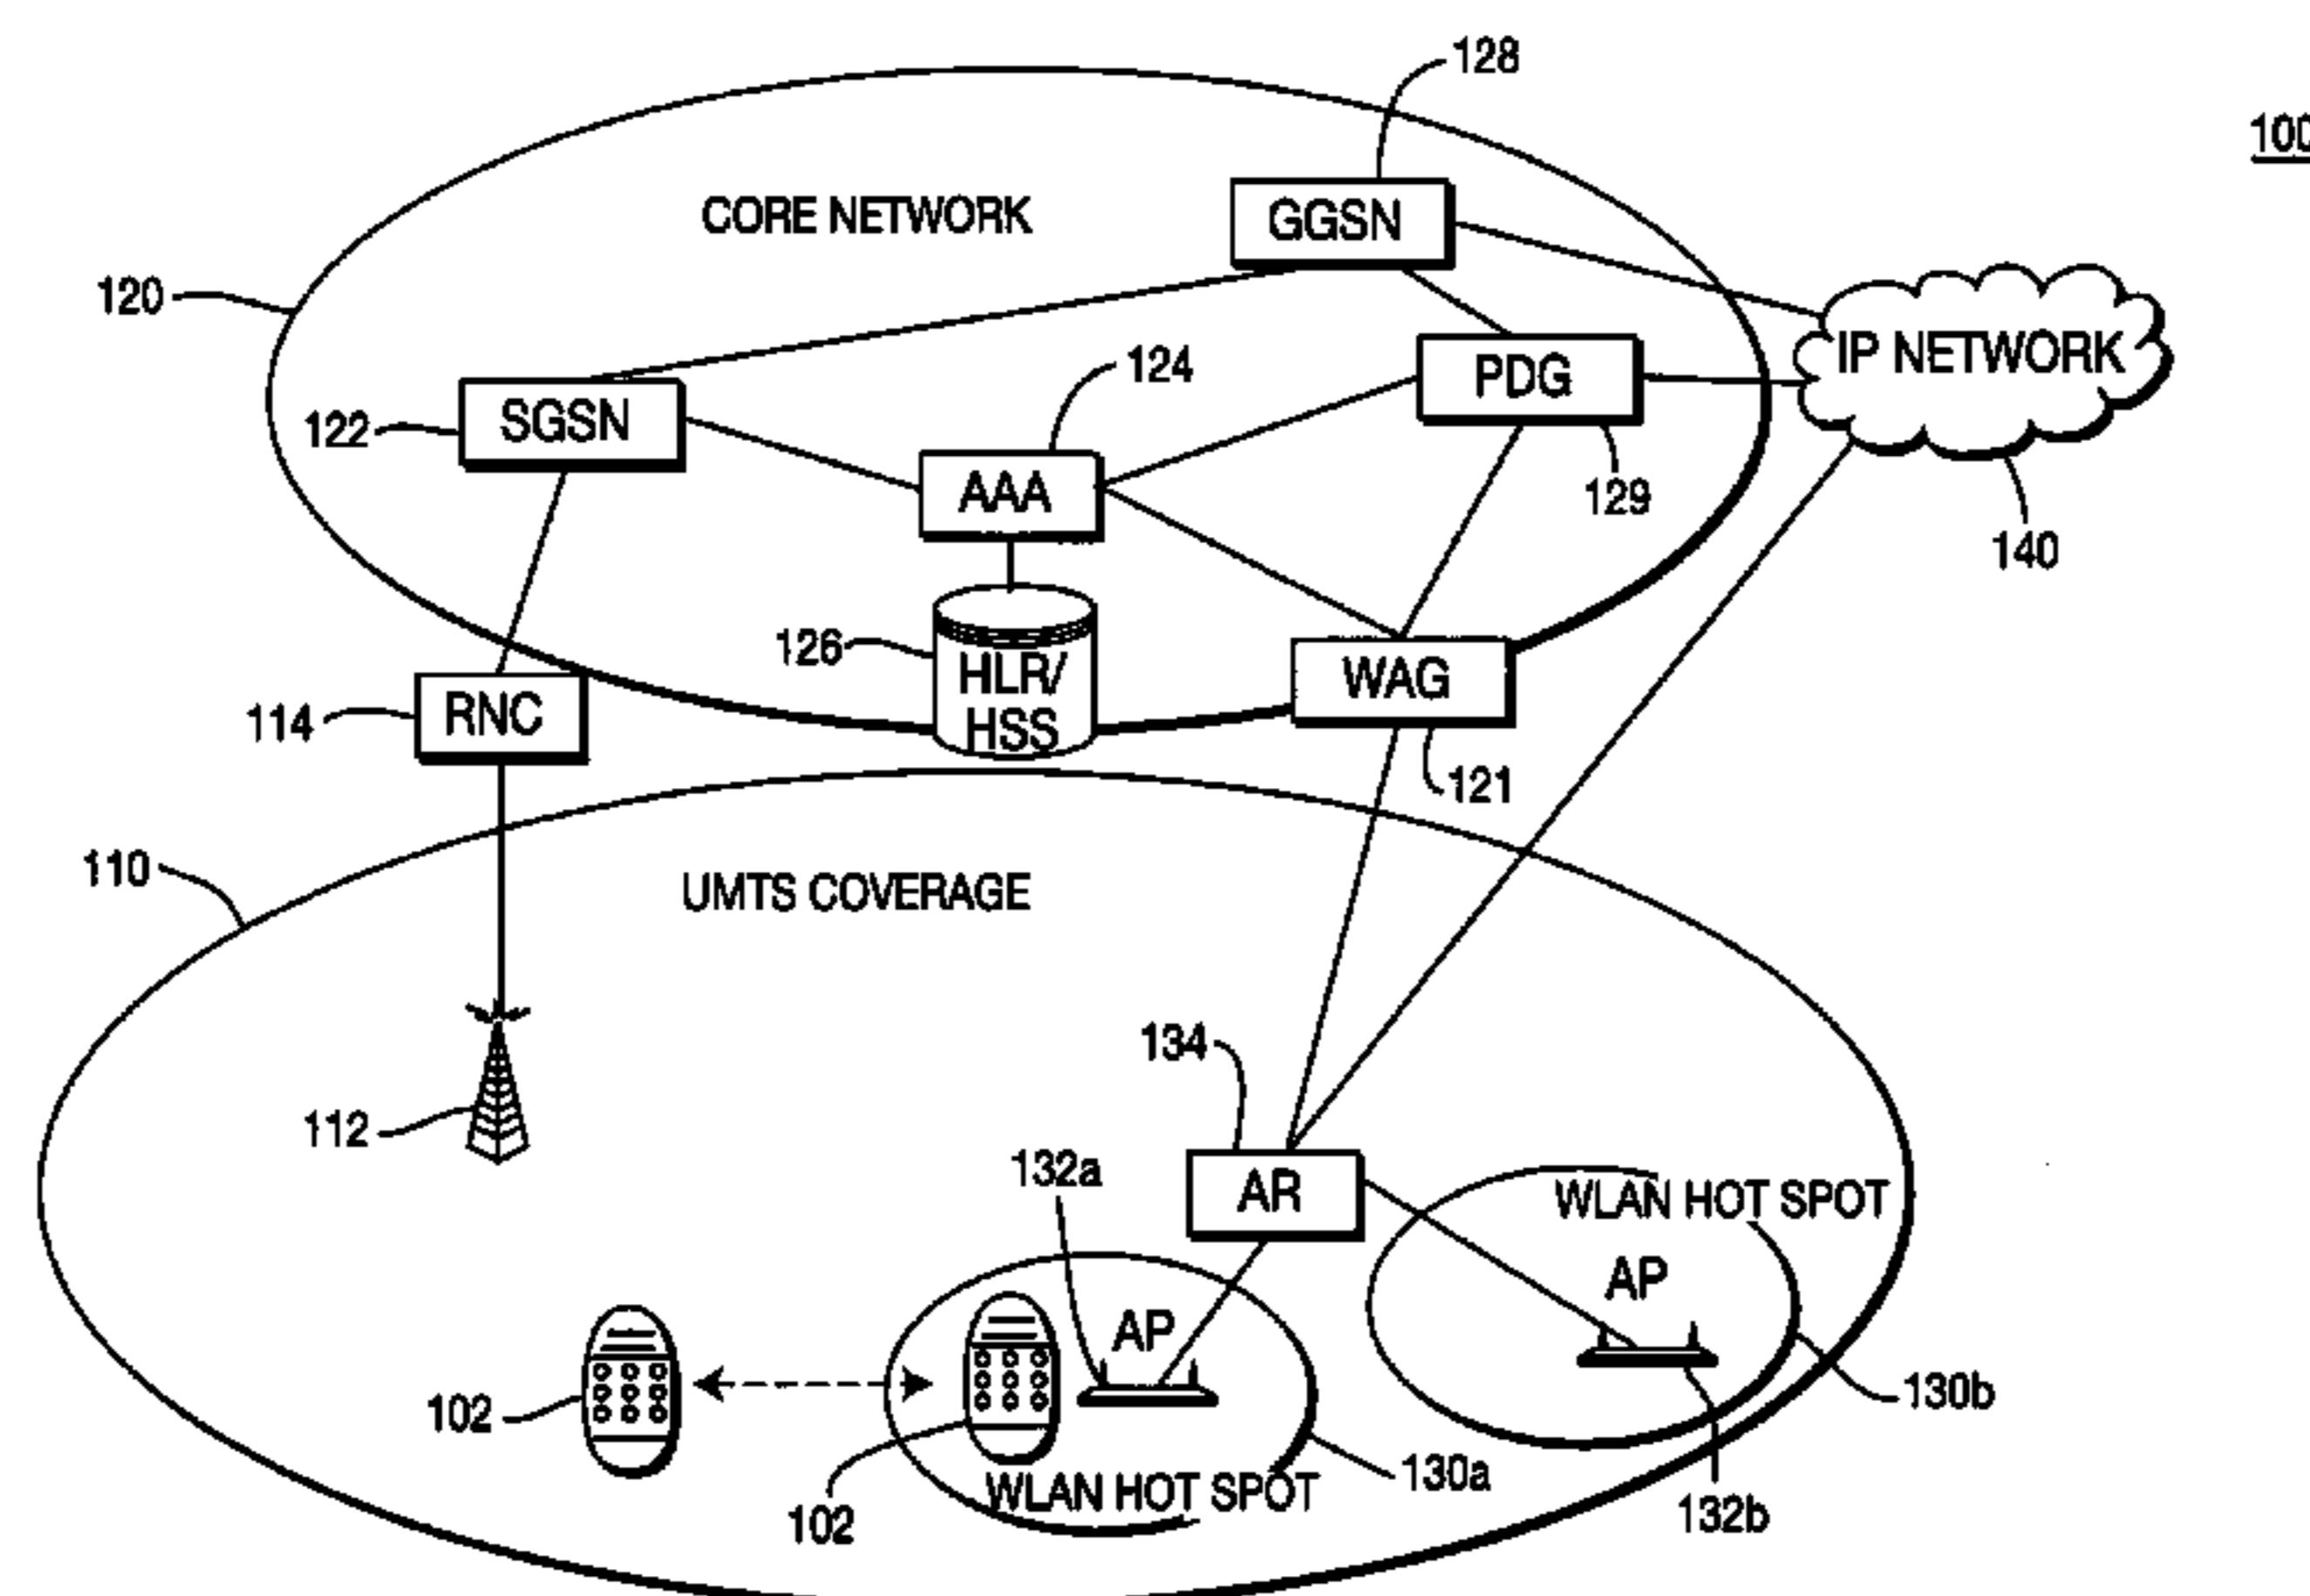 128
100
CORE NETWORK
GGSN
120
IP NETWORK
124
PDG
122
SGSN
AAA
129
140
126
HLR/
HSS
WAG
114
RNC
121
110
UMTS COVERAGE
134
112
132a
AR
WLAN HOT SPOT
AP
AP
102
130b
130a
WLAN HOT SPOT
102
132b